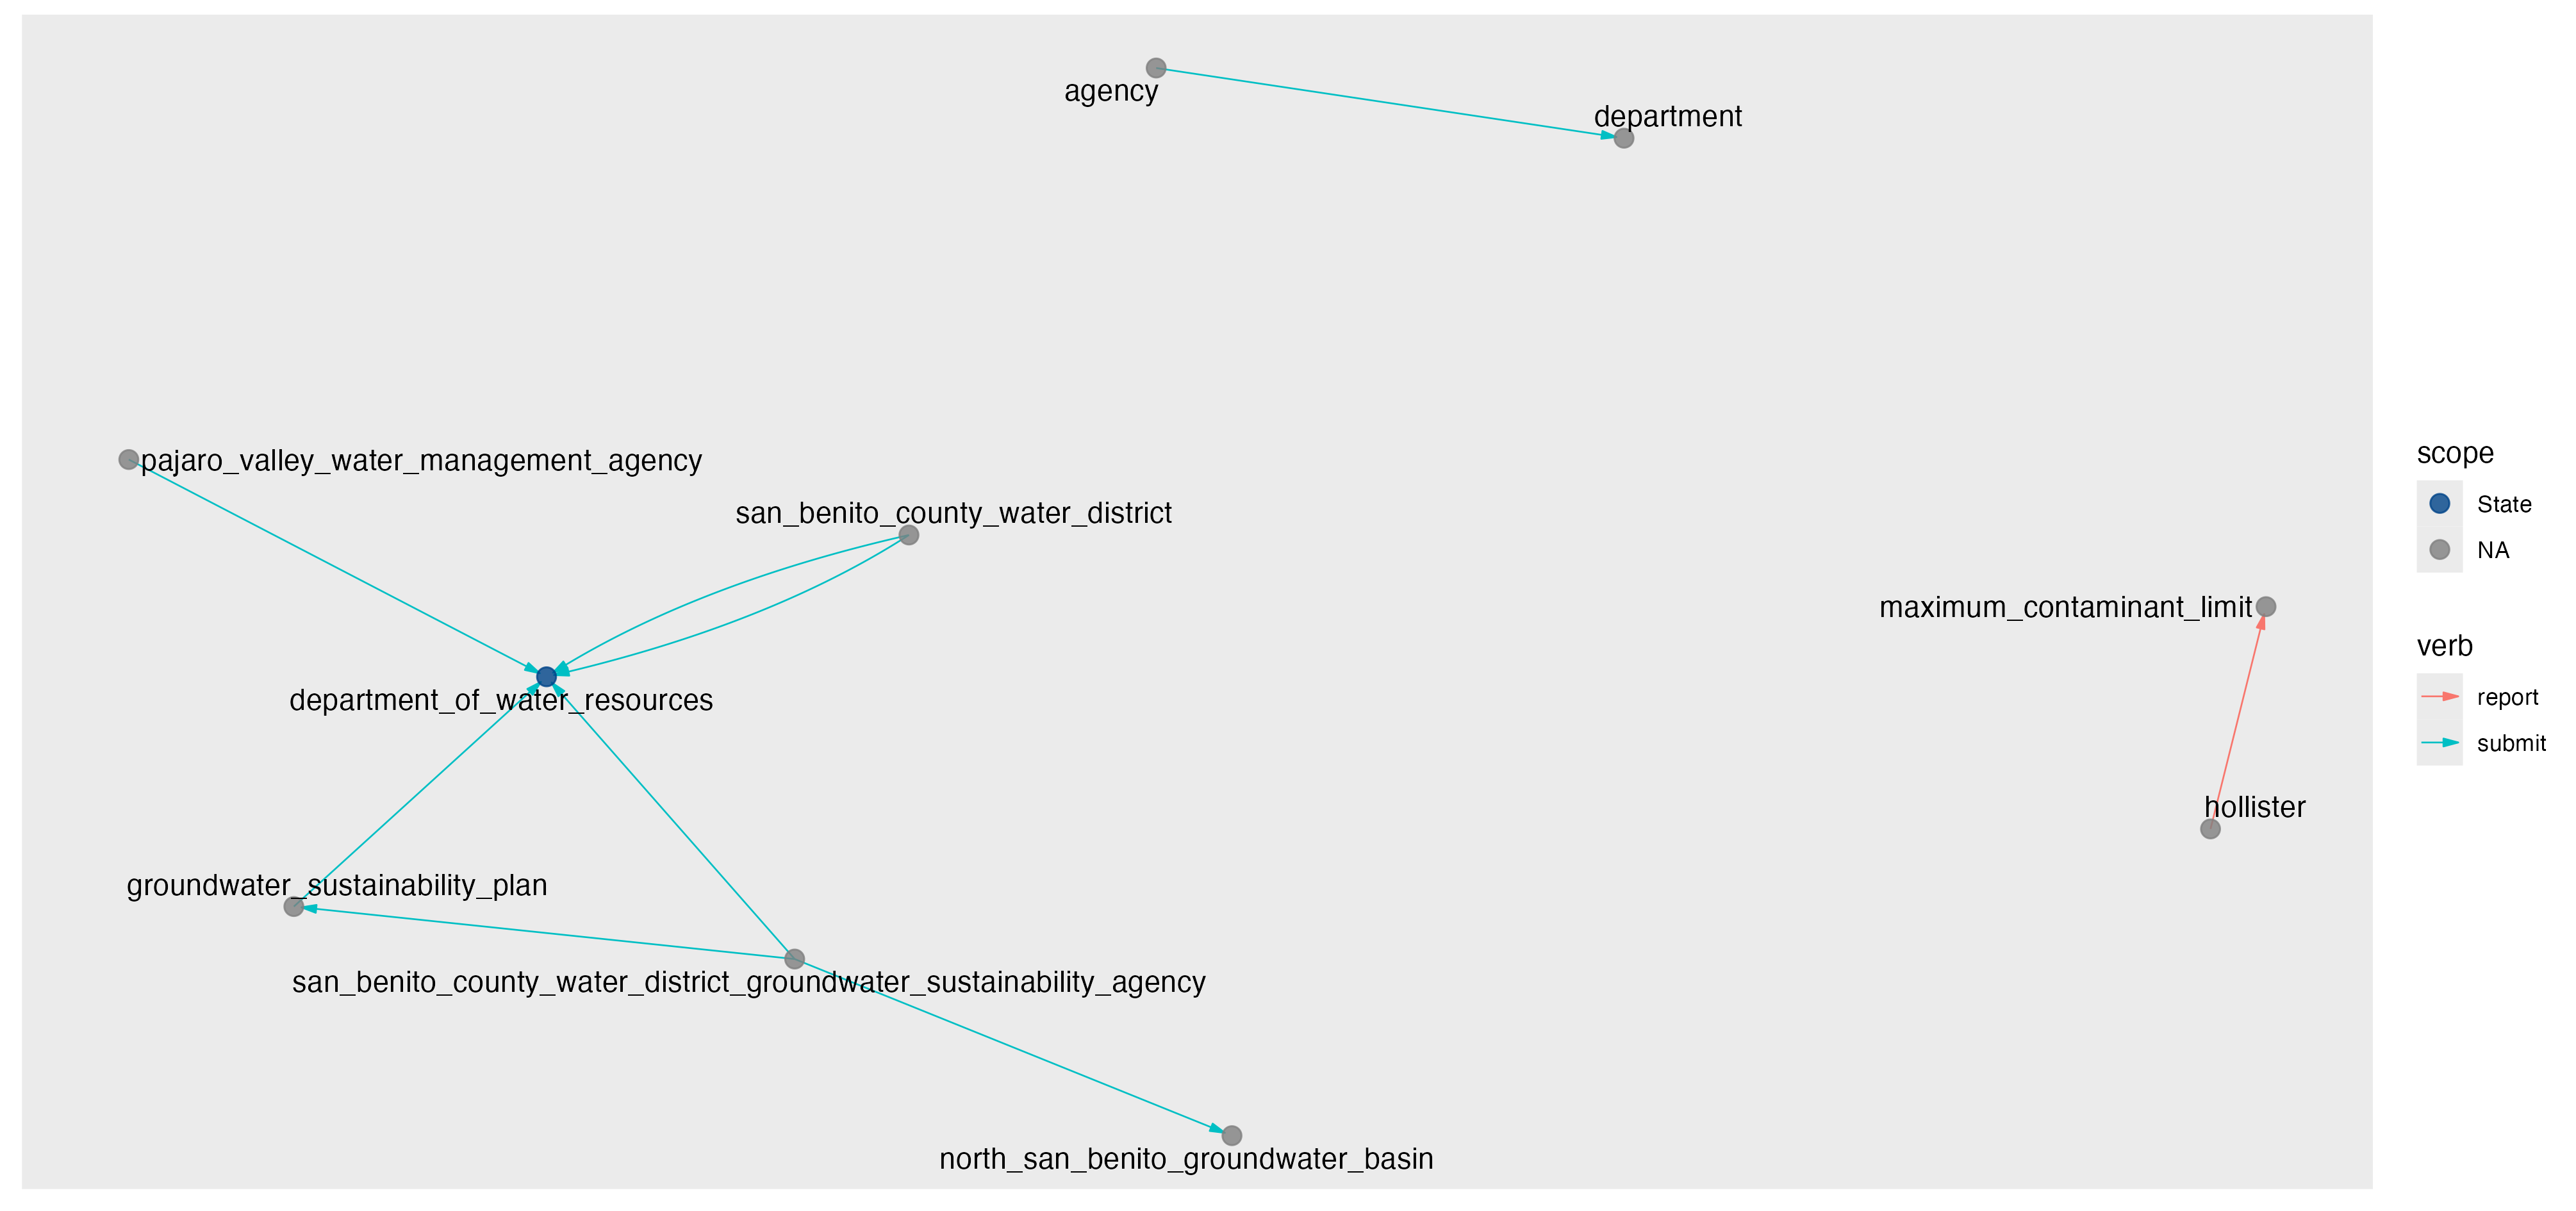 agency
department
pajaro_valley_water_management_agency
san_benito_county_water_district
maximum_contaminant_limit
department_of_water_resources
hollister
groundwater_sustainability_plan
san_benito_county_water_district_groundwater_sustainability_agency
north_san_benito_groundwater_basin
scope
State
NA
verb
report
submit